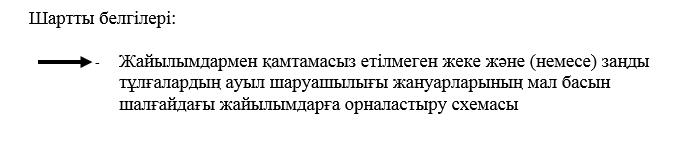 Шартты белгілері:
- Жайылымдармен қамтамасыз етілмеген жеке және (немесе) заңды
тұлғалардың ауыл шаруашылығы жануарларының мал басын
шалғайдағы жайылымдарға орналастыру схемасы